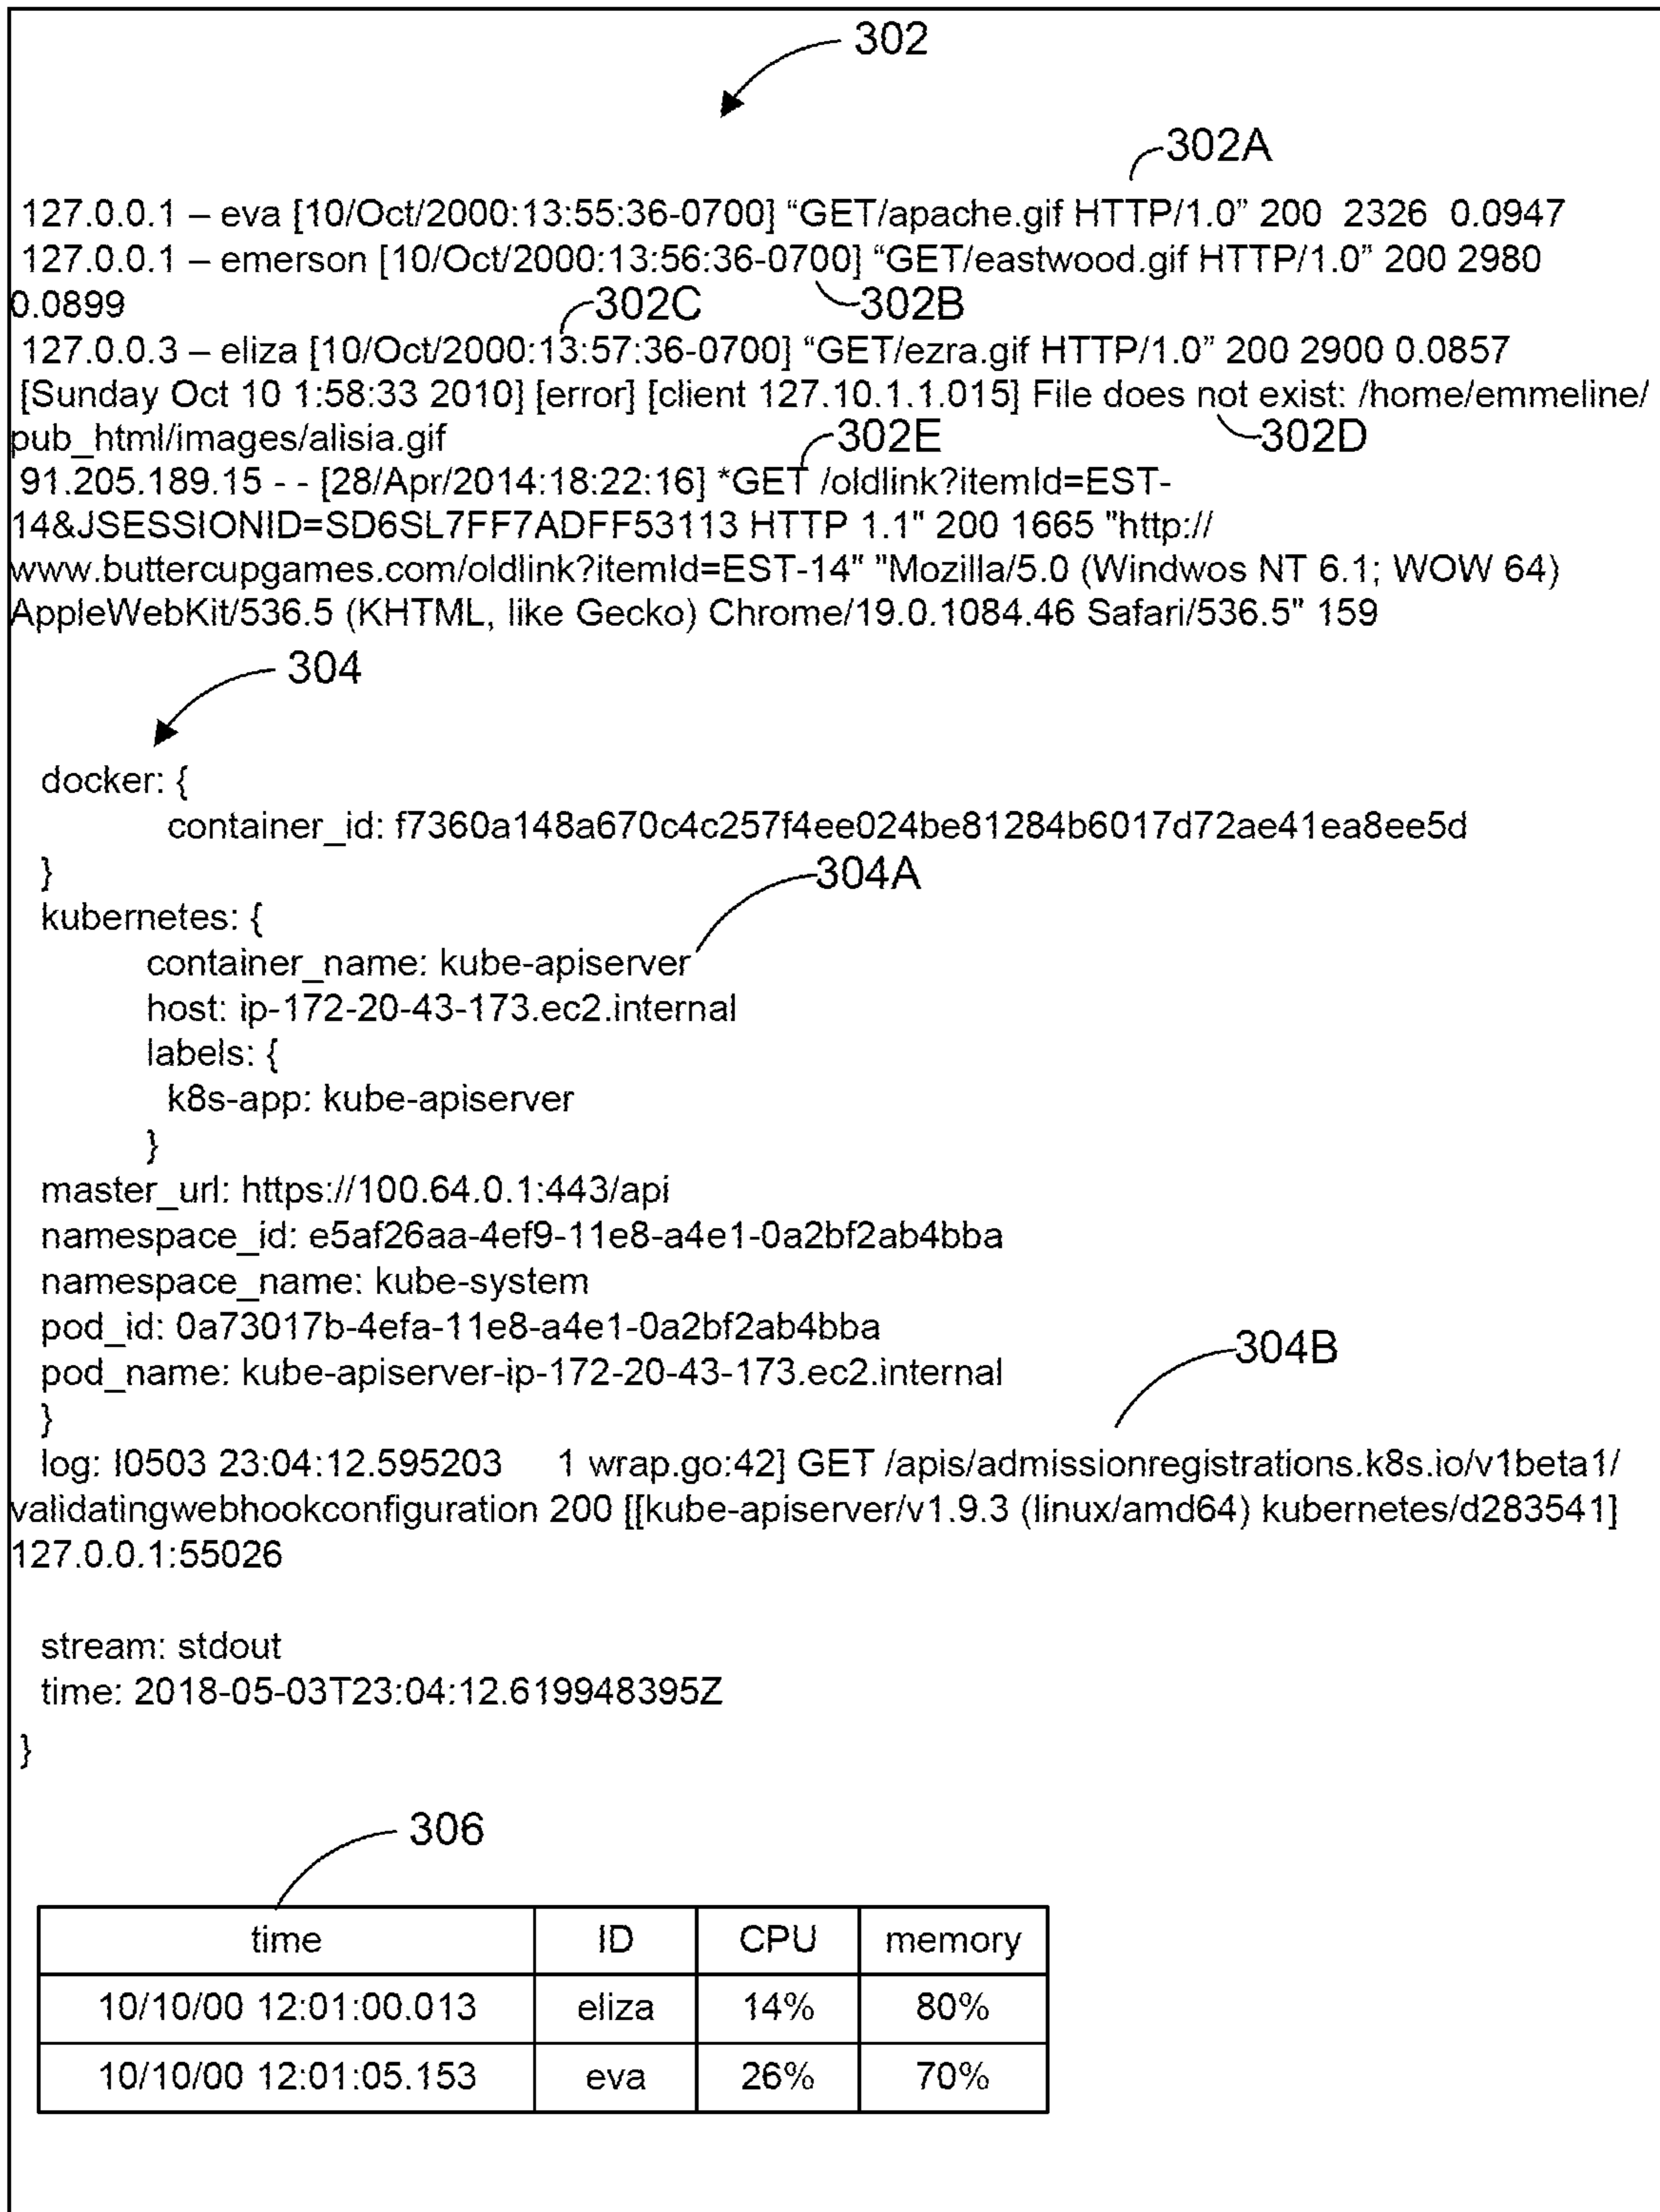 302
302A
127.0.0.1 – eva [10/Oct/2000:13:55:36-0700] “GET/apache.gif HTTP/1.0” 200 2326 0.0947
127.0.0.1 – emerson [10/Oct/2000:13:56:36-0700] “GET/eastwood.gif HTTP/1.0” 200 2980
0.0899
302C
302B
127.0.0.3 – eliza [10/Oct/2000:13:57:36-0700] “GET/ezra.gif HTTP/1.0” 200 2900 0.0857
[Sunday Oct 10 1:58:33 2010] [error] [client 127.10.1.1.015] File does not exist: /home/emmeline/
pub_html/images/alisia.gif
302E
302D
91.205.189.15 - - [28/Apr/2014:18:22:16] *GET /oldlink?itemId=EST-
14&JSESSIONID=SD6SL7FF7ADFF53113 HTTP 1.1" 200 1665 "http://
www.buttercupgames.com/oldlink?itemId=EST-14" "Mozilla/5.0 (Windwos NT 6.1; WOW 64)
AppleWebKit/536.5 (KHTML, like Gecko) Chrome/19.0.1084.46 Safari/536.5" 159
304
docker: {
container_id: f7360a148a670c4c257f4ee024be81284b6017d72ae41ea8ee5d
}
304A
kubernetes: {
container_name: kube-apiserver
host: ip-172-20-43-173.ec2.internal
labels: {
k8s-app: kube-apiserver
}
master_url: https://100.64.0.1:443/api
namespace_id: e5af26aa-4ef9-11e8-a4e1-0a2bf2ab4bba
namespace_name: kube-system
pod_id: 0a73017b-4efa-11e8-a4e1-0a2bf2ab4bba
304B
pod_name: kube-apiserver-ip-172-20-43-173.ec2.internal
}
log: I0503 23:04:12.595203 1 wrap.go:42] GET /apis/admissionregistrations.k8s.io/v1beta1/
validatingwebhookconfiguration 200 [[kube-apiserver/v1.9.3 (linux/amd64) kubernetes/d283541]
127.0.0.1:55026
stream: stdout
time: 2018-05-03T23:04:12.619948395Z
}
306
time ID CPU memory
10/10/00 12:01:00.013 eliza 14% 80%
10/10/00 12:01:05.153 eva 26% 70%